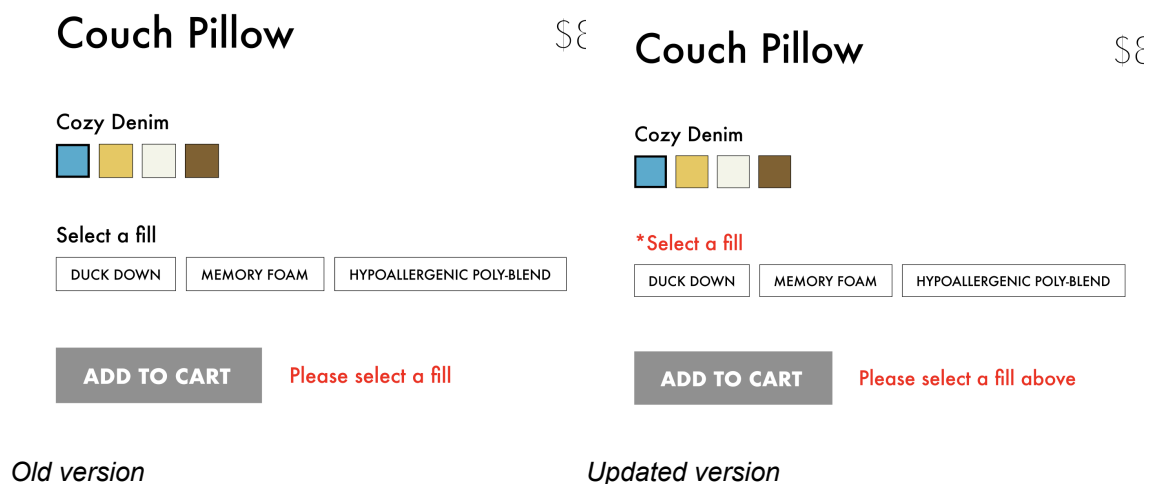 Couch Pillow $8
Cozy Denim
Select a fill
DUCK DOWN MEMORY FOAM HYPOALLERGENIC POLY-BLEND
ADD TO CART Please select a fill
Old version
Couch Pillow $8
Cozy Denim
*Select a fill
DUCK DOWN MEMORY FOAM HYPOALLERGENIC POLY-BLEND
ADD TO CART Please select a fill above
Updated version